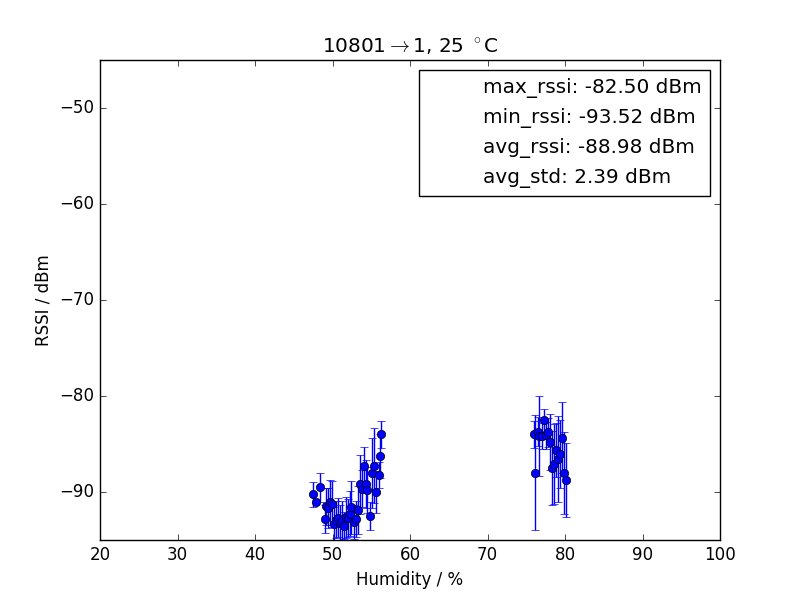 10801→1, 25 °C
max_rssi: -82.50 dBm
min_rssi: -93.52 dBm
avg_rssi: -88.98 dBm
avg_std: 2.39 dBm
RSSI / dBm
−50
−60
−70
−80
−90
20 30 40 50 60 70 80 90 100
Humidity / %